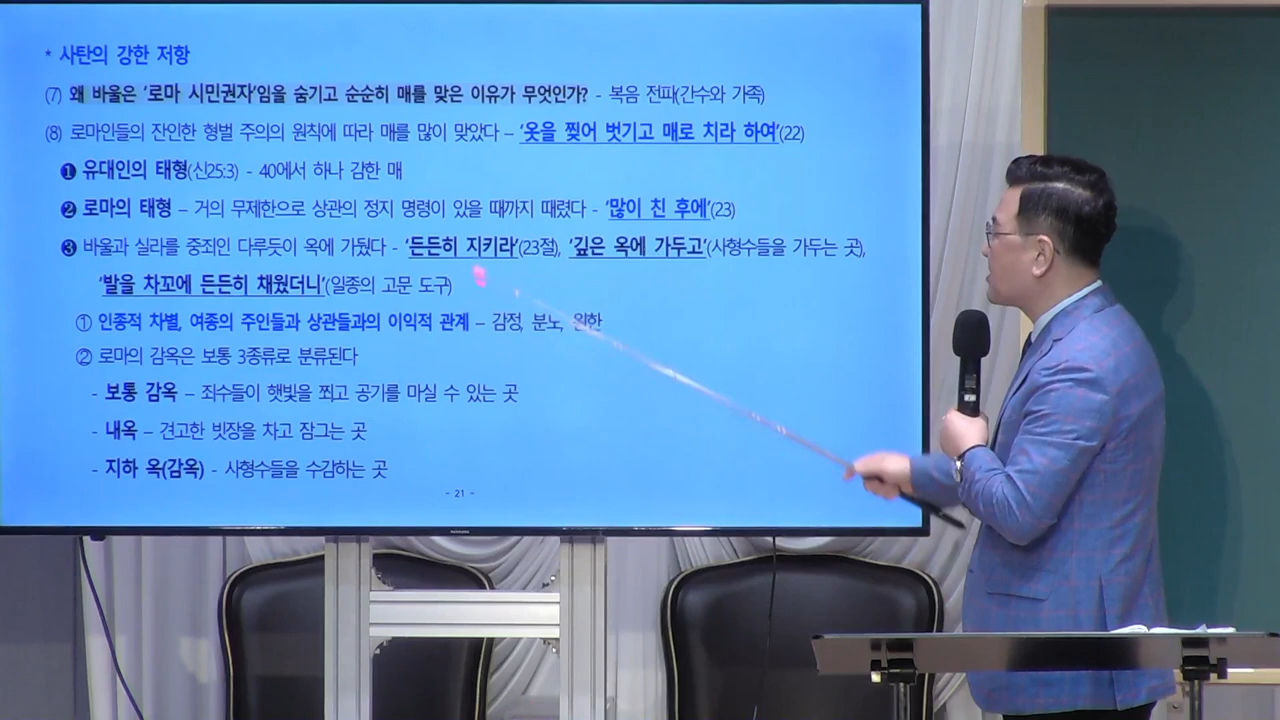 * 사탄의 강한 저항
(7) 왜 바울은 '로마 시민권자'임을 숨기고 순순히 매를 맞은 이유가 무엇인가? - 복음 전파(간수와 가족)
(8) 로마인들의 잔인한 형벌 주의의 원칙에 따라 매를 많이 맞았다 – '옷을 찢어 벗기고 매로 치라 하여'(22)
❶ 유대인의 태형(신25:3) - 40에서 하나 감한 매
❷ 로마의 태형 – 거의 무제한으로 상관의 정지 명령이 있을 때까지 때렸다 - '많이 친 후에'(23)
❸ 바울과 실라를 중죄인 다루듯이 옥에 가뒀다 - '든든히 지키라'(23절), '깊은 옥에 가두고'(사형수들을 가두는 곳),
'발을 차꼬에 든든히 채웠더니'(일종의 고문 도구)
① 인종적 차별, 여종의 주인들과 상관들과의 이익적 관계 – 감정, 분노, 원한
② 로마의 감옥은 보통 3종류로 분류된다
- 보통 감옥 – 죄수들이 햇빛을 쬐고 공기를 마실 수 있는 곳
- 내옥 – 견고한 빗장을 차고 잠그는 곳
- 지하 옥(감옥) - 사형수들을 수감하는 곳
- 21 -